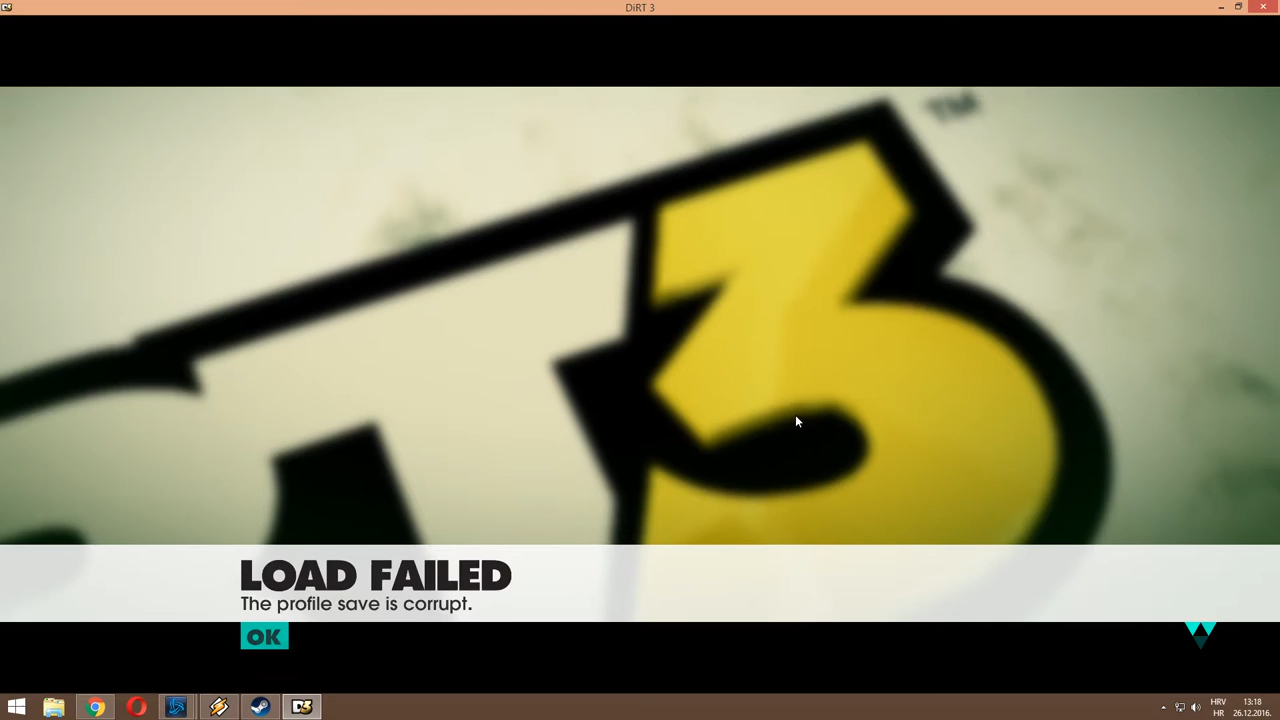 DiRT 3
TM
3
LOAD FAILED
The profile save is corrupt.
OK
D3
HRV
13:18
HR
26.12.2016.